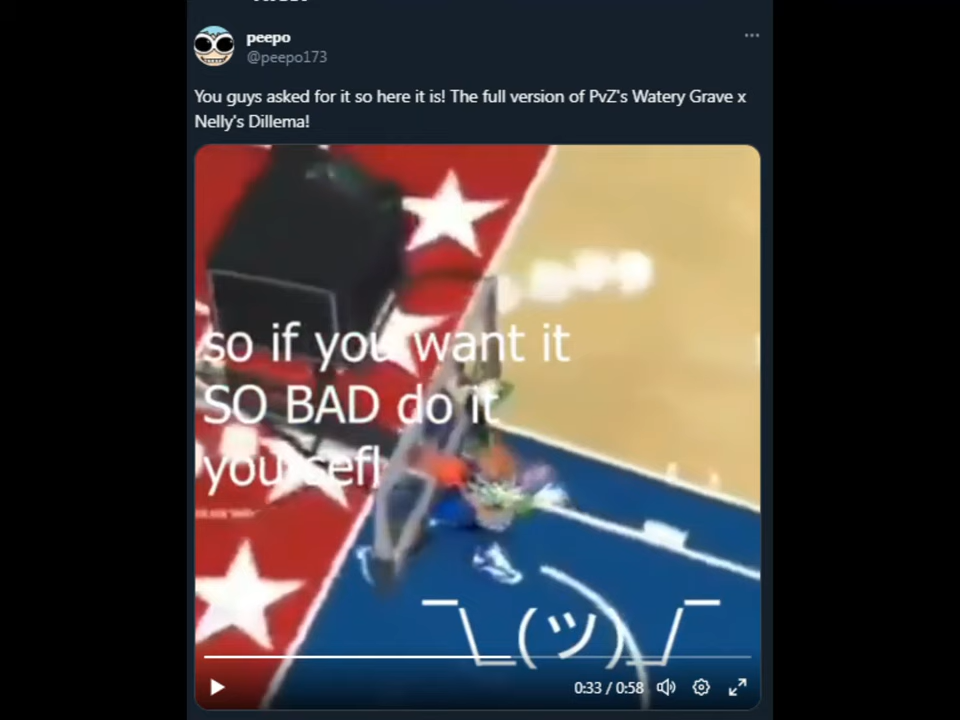 peepo
@peepo173
You guys asked for it so here it is! The full version of PvZ's Watery Grave x
Nelly's Dillema!
so if you want it
SO BAD do it
yoursefl
¯\_(ツ)_/¯
0:33 / 0:58